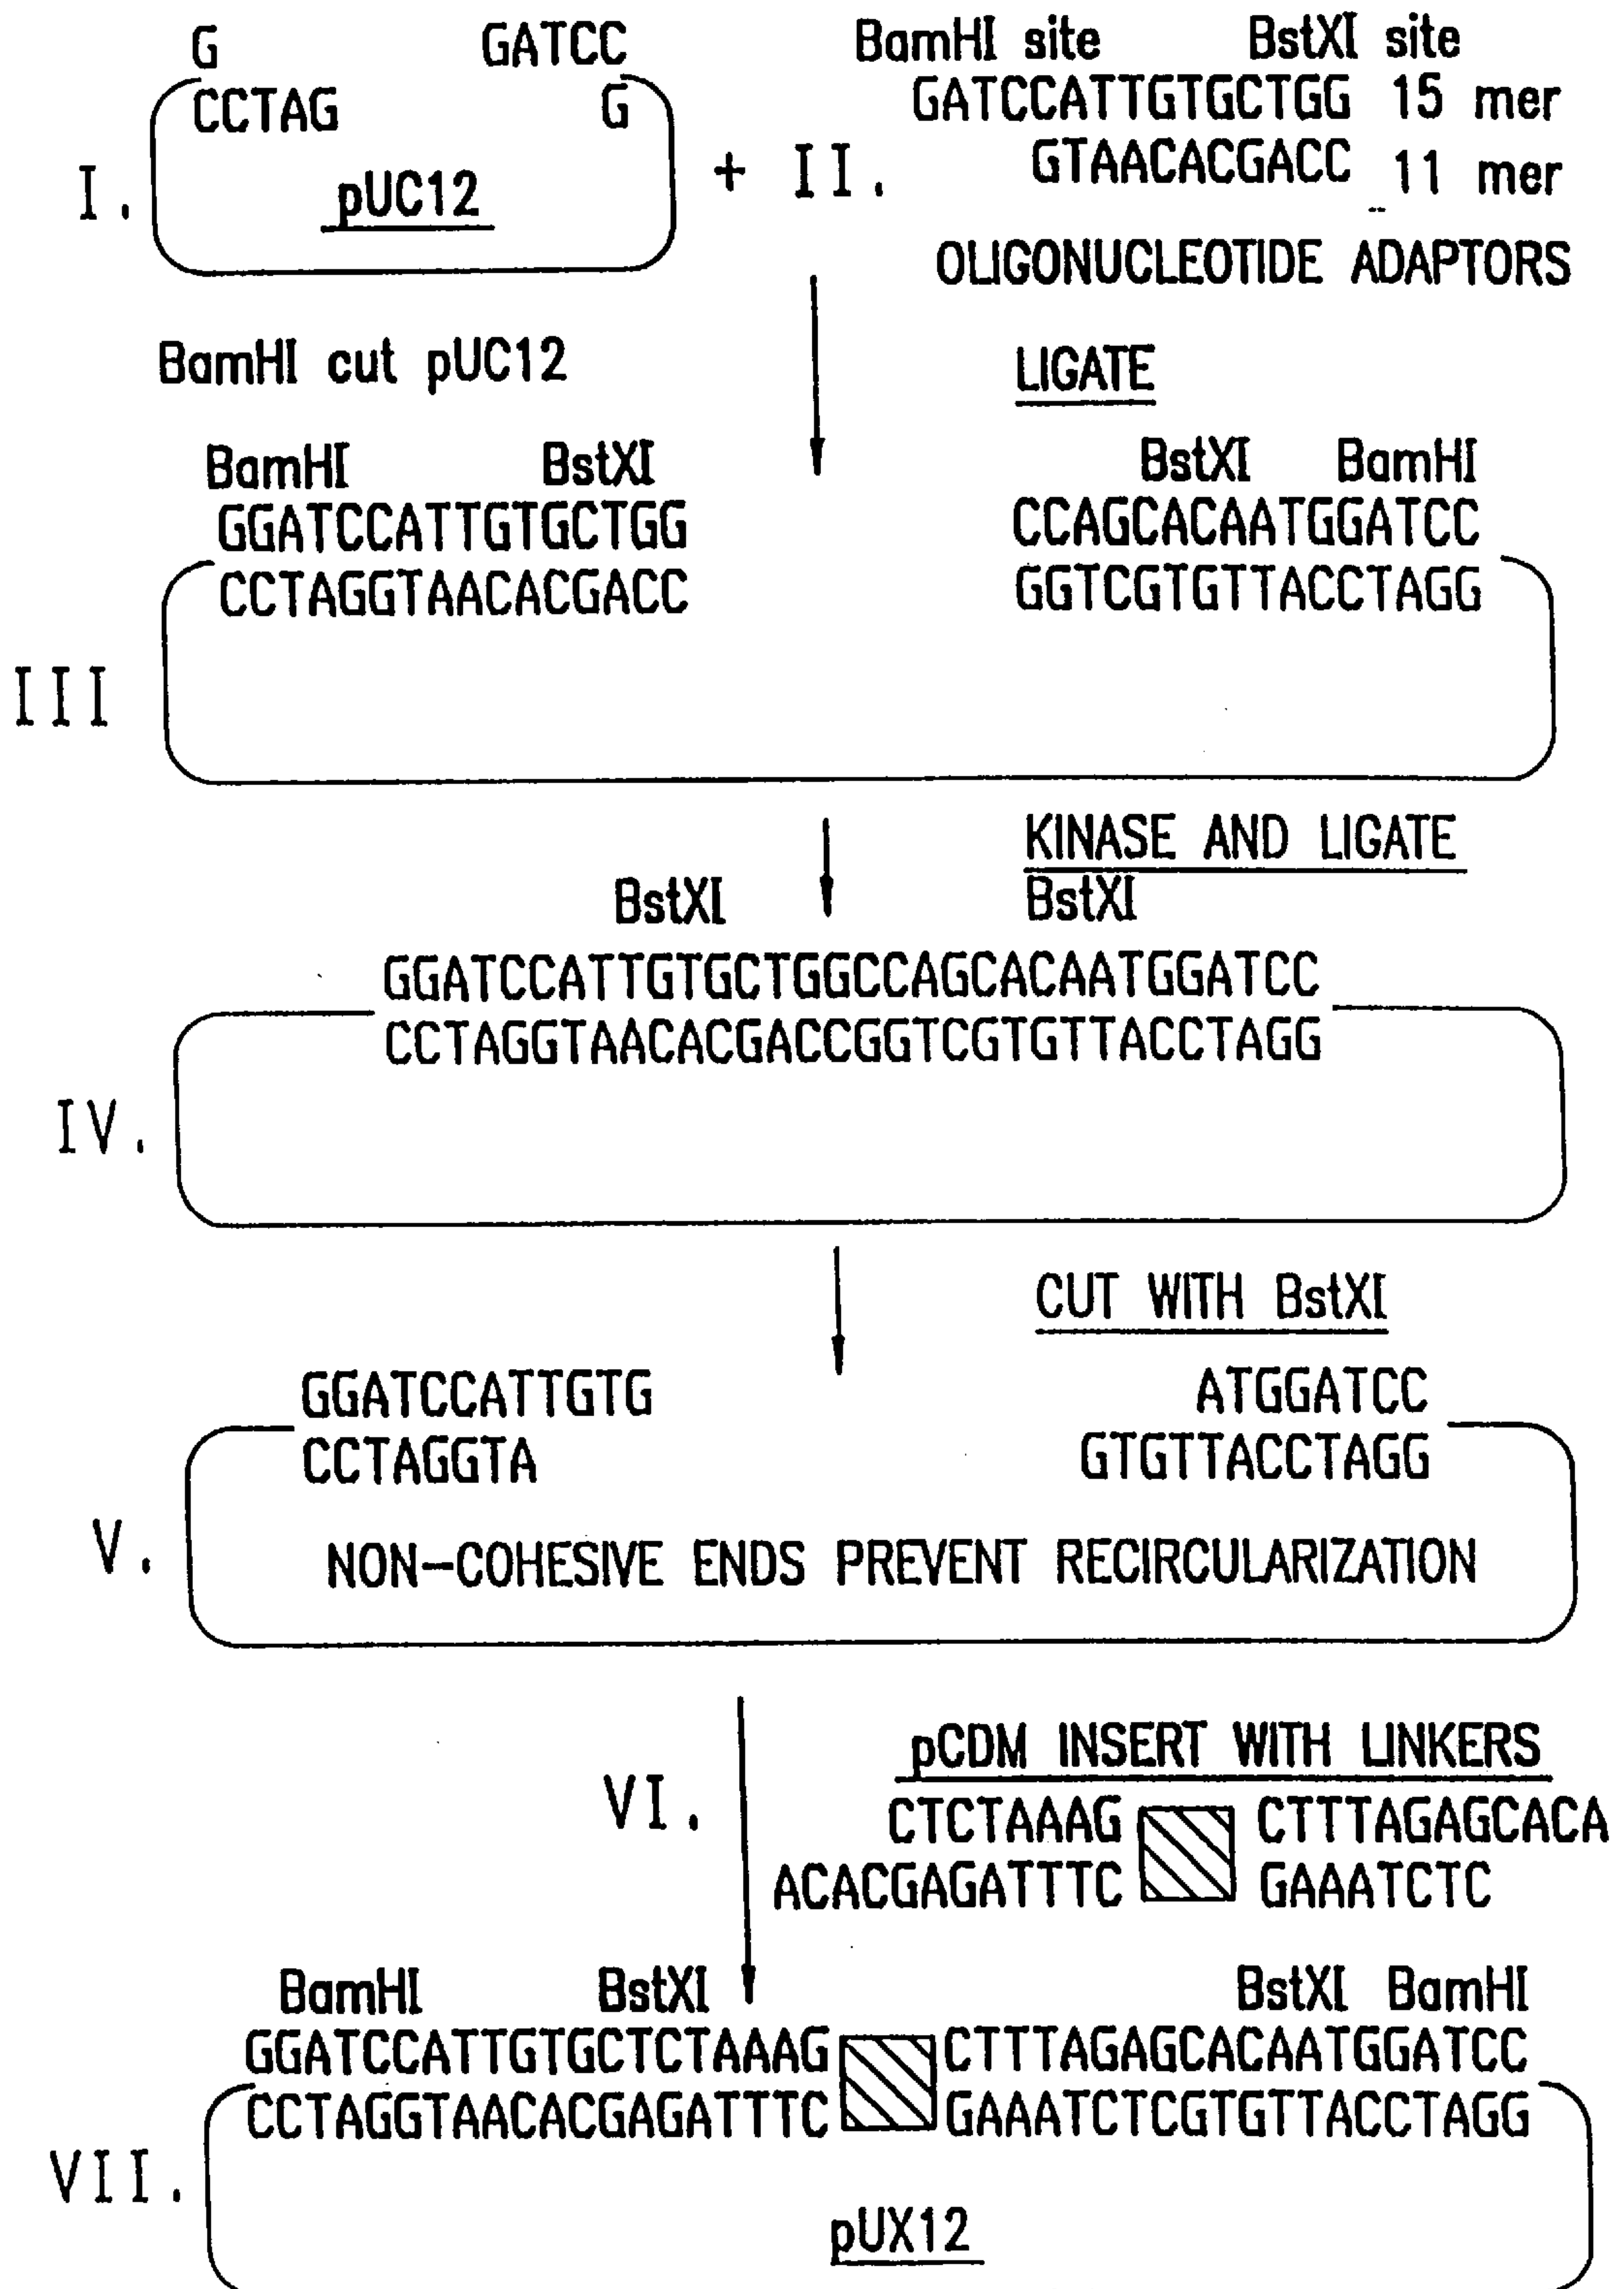 G GATCC
CCTAG G
I. pUC12
BamHI cut pUC12
+ II.
BamHI site BstXI site
GATCCATTGTGCTGG 15 mer
GTAACACGACC 11 mer
OLIGONUCLEOTIDE ADAPTORS
LIGATE
BamHI BstXI BstXI BamHI
GGATCCATTGTGCTGG CCAGCACAATGGATCC
CCTAGGTAACACGACC GGTCGTGTTACCTAGG
III
KINASE AND LIGATE
BstXI BstXI
GGATCCATTGTGCTGGCCAGCACAATGGATCC
CCTAGGTAACACGACCGGTCGTGTTACCTAGG
IV.
CUT WITH BstXI
GGATCCATTGTG ATGGATCC
CCTAGGTA GTGTTACCTAGG
V. NON-COHESIVE ENDS PREVENT RECIRCULARIZATION
VI. pCDM INSERT WITH LINKERS
CTCTAAAG CTTTAGAGCACA
ACACGAGATTTC GAAATCTC
BamHI BstXI BstXI BamHI
GGATCCATTGTGCTCTAAAG CTTTAGAGCACAATGGATCC
CCTAGGTAACACGAGATTTC GAAATCTCGTGTTACCTAGG
VII.
pUX12